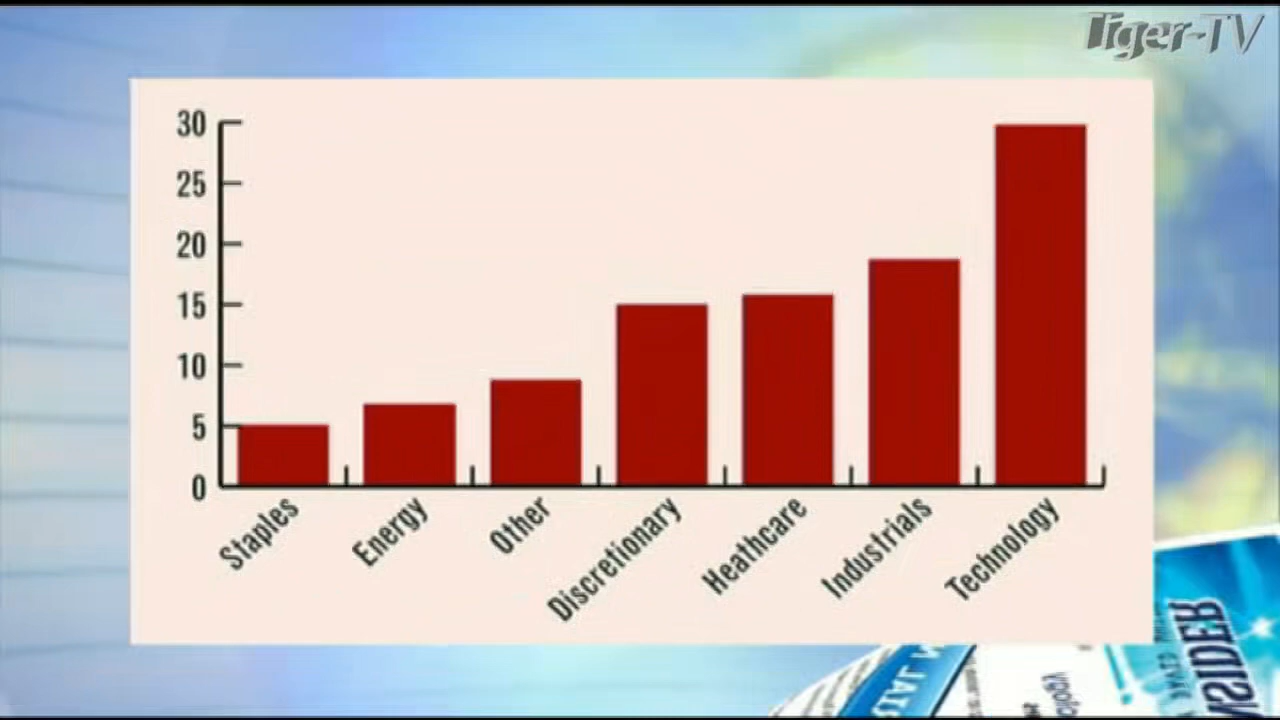 Tiger-TV
30
25
20
15
10
5
0
Staples
Energy
Other
Discretionary
Heathcare
Industrials
Technology